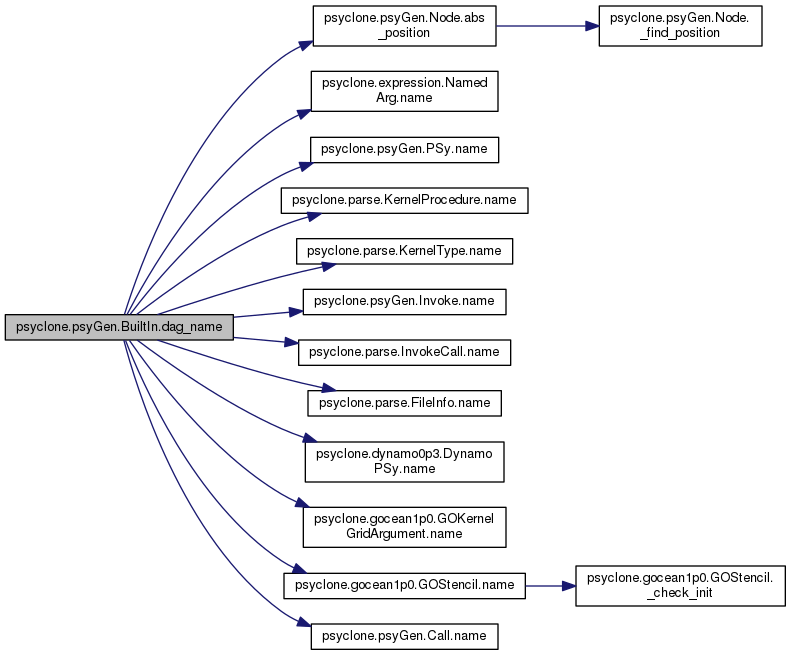 psyclone.psyGen.Node.abs
_position
psyclone.psyGen.Node.
_find_position
psyclone.expression.Named
Arg.name
psyclone.psyGen.PSy.name
psyclone.parse.KernelProcedure.name
psyclone.parse.KernelType.name
psyclone.psyGen.Invoke.name
psyclone.psyGen.BuiltIn.dag_name
psyclone.parse.InvokeCall.name
psyclone.parse.FileInfo.name
psyclone.dynamo0p3.Dynamo
PSy.name
psyclone.gocean1p0.GOKernel
GridArgument.name
psyclone.gocean1p0.GOStencil.name
psyclone.gocean1p0.GOStencil.
_check_init
psyclone.psyGen.Call.name